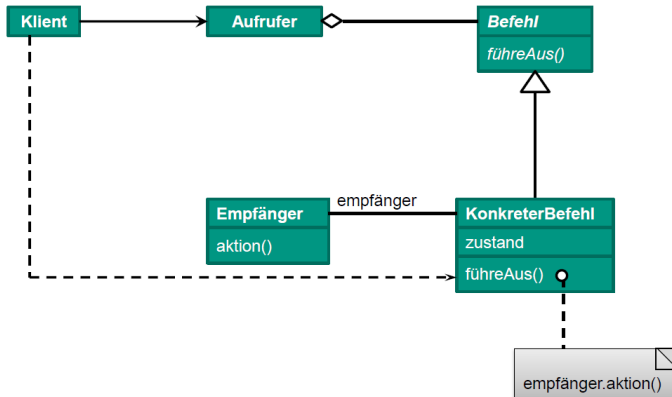 Klient
Aufrufer
Befehl
führeAus()
Empfänger
aktion()
empfänger
KonkreterBefehl
zustand
führeAus()
empfänger.aktion()